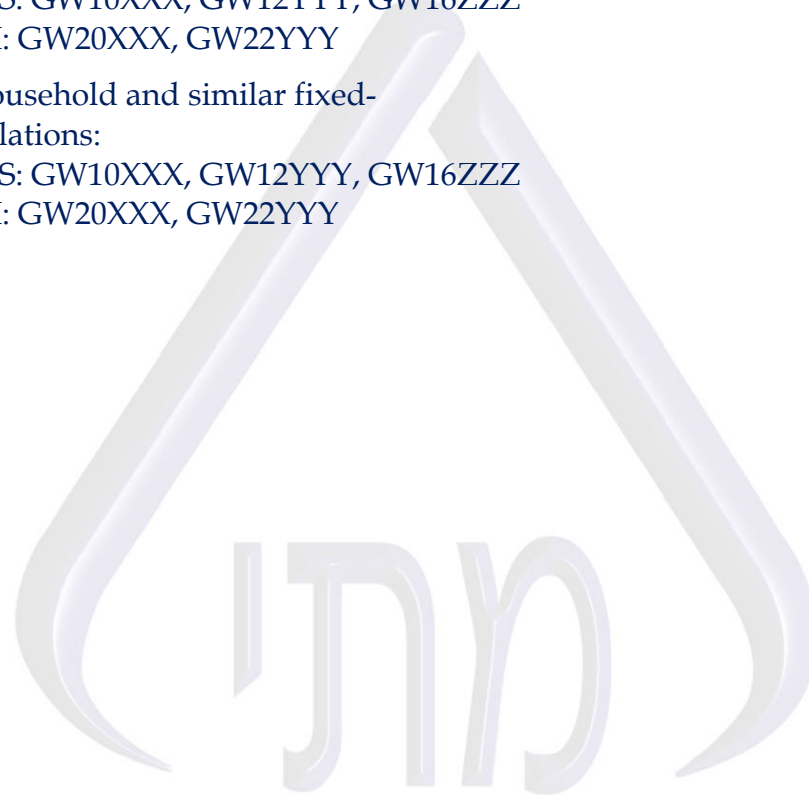 S: GW10XXX, GW12YYY, GW16ZZZ
: GW20XXX, GW22YYY
ousehold and similar fixed-
lations:
S: GW10XXX, GW12YYY, GW16ZZZ
: GW20XXX, GW22YYY
מתי